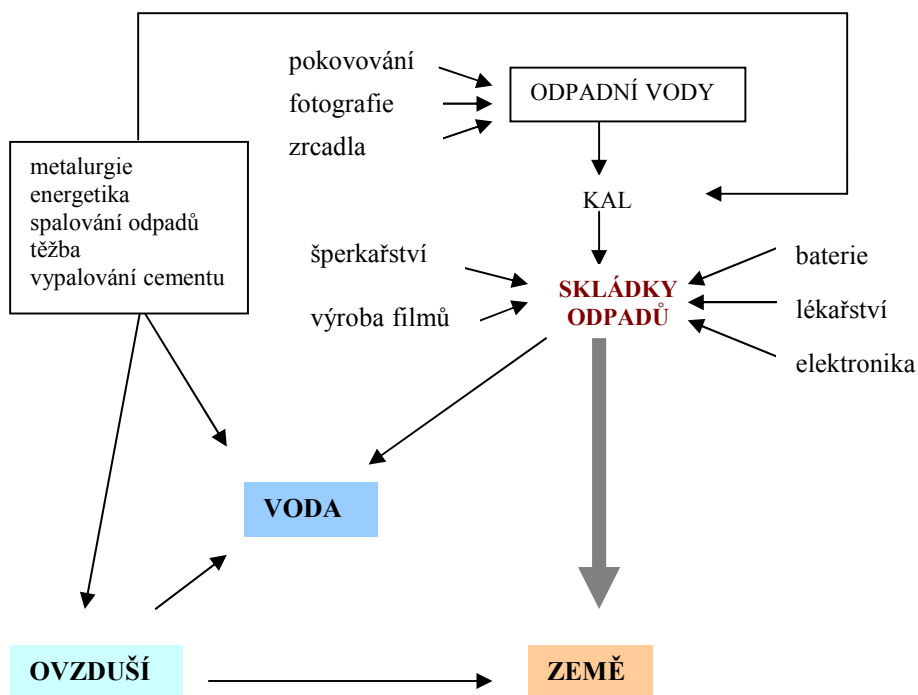 pokovování
fotografie
zrcadla
ODPADNÍ VODY
metalurgie
energetika
spalování odpadů
těžba
vypalování cementu
KAL
šperkařství
výroba filmů
SKLÁDKY
ODPADŮ
baterie
lékařství
elektronika
VODA
OVZDUŠÍ
ZEMĚ